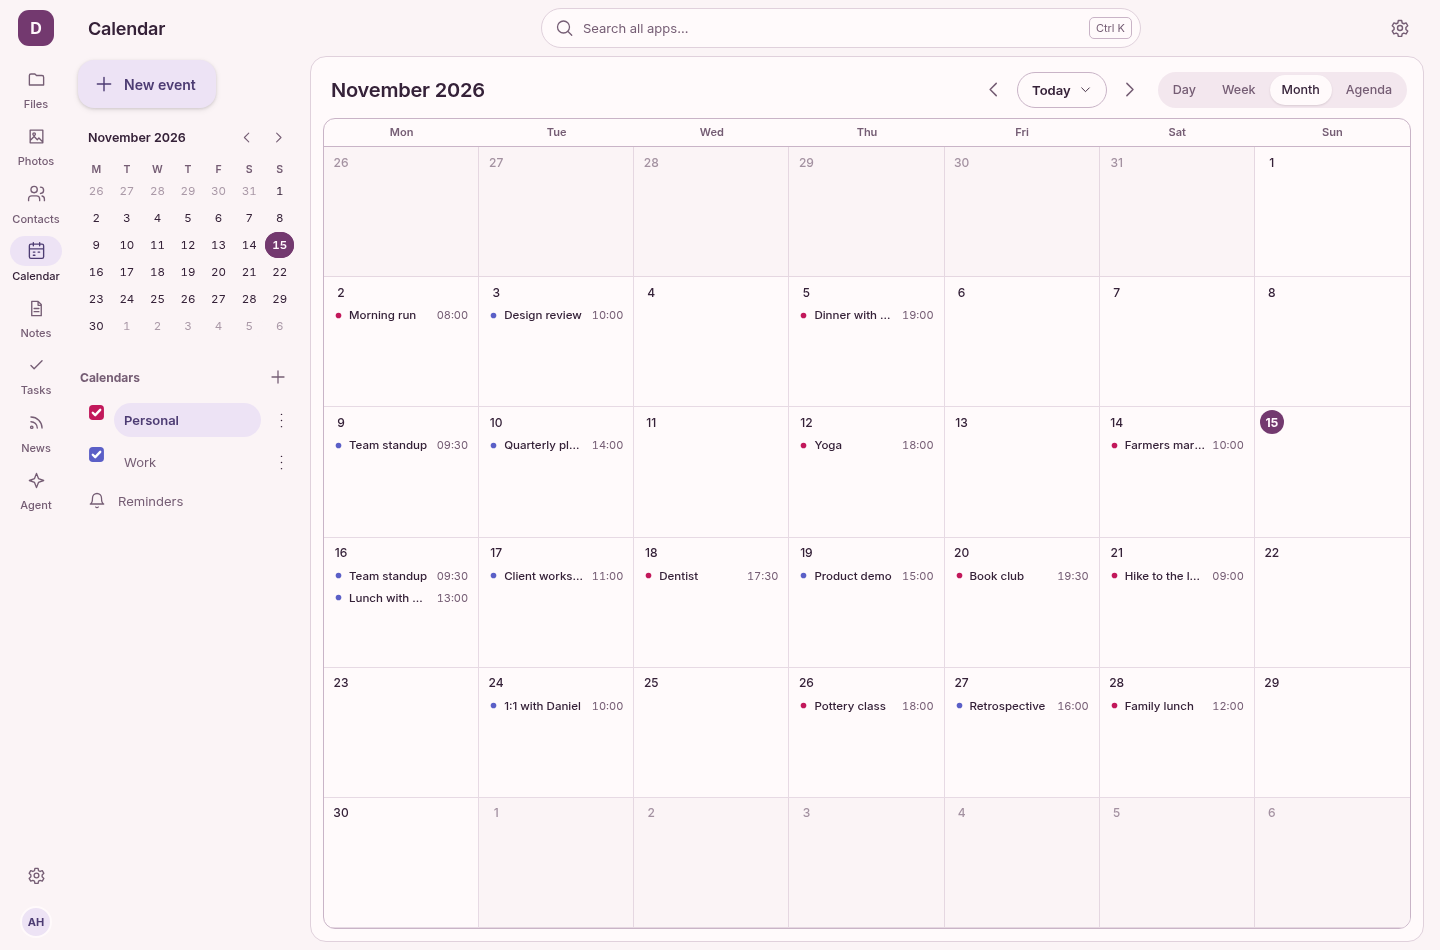 D
Calendar
Search all apps...
Ctrl K
Files
Photos
Contacts
Calendar
Notes
Tasks
News
Agent
AH
New event
November 2026
M T W T F S S
26 27 28 29 30 31 1
2 3 4 5 6 7 8
9 10 11 12 13 14 15
16 17 18 19 20 21 22
23 24 25 26 27 28 29
30 1 2 3 4 5 6
Calendars
Personal
Work
Reminders
November 2026
Today
Day Week Month Agenda
Mon Tue Wed Thu Fri Sat Sun
26 27 28 29 30 31 1
2 3 4 5 6 7 8
Morning run 08:00 Design review 10:00 Dinner with ... 19:00
9 10 11 12 13 14 15
Team standup 09:30 Quarterly pl... 14:00 Yoga 18:00 Farmers mar... 10:00
16 17 18 19 20 21 22
Team standup 09:30 Client works... 11:00 Dentist 17:30 Product demo 15:00 Book club 19:30 Hike to the l... 09:00
Lunch with ... 13:00
23 24 25 26 27 28 29
1:1 with Daniel 10:00 Pottery class 18:00 Retrospective 16:00 Family lunch 12:00
30 1 2 3 4 5 6